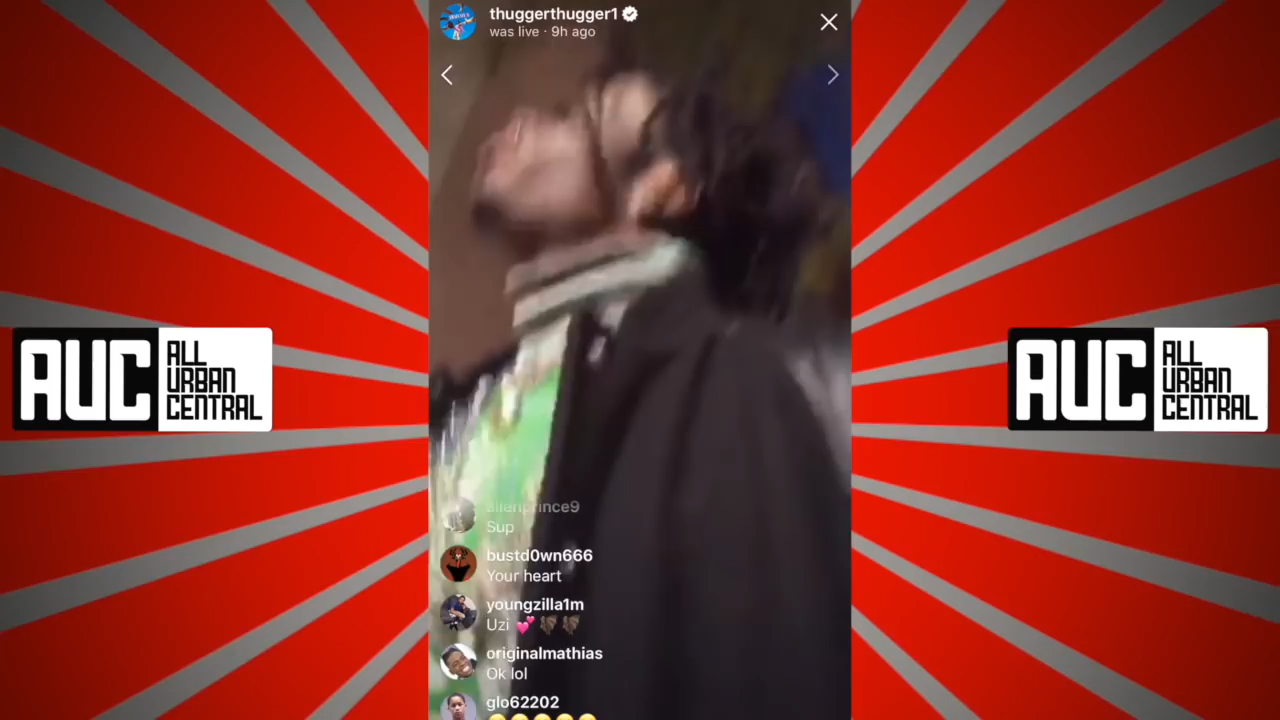 thuggerthugger1
was live · 9h ago
AUC
ALL
URBAN
CENTRAL
AUC
ALL
URBAN
CENTRAL
Sup
bustd0wn666
Your heart
youngzilla1m
Uzi 💕
originalmathias
Ok lol
glo62202